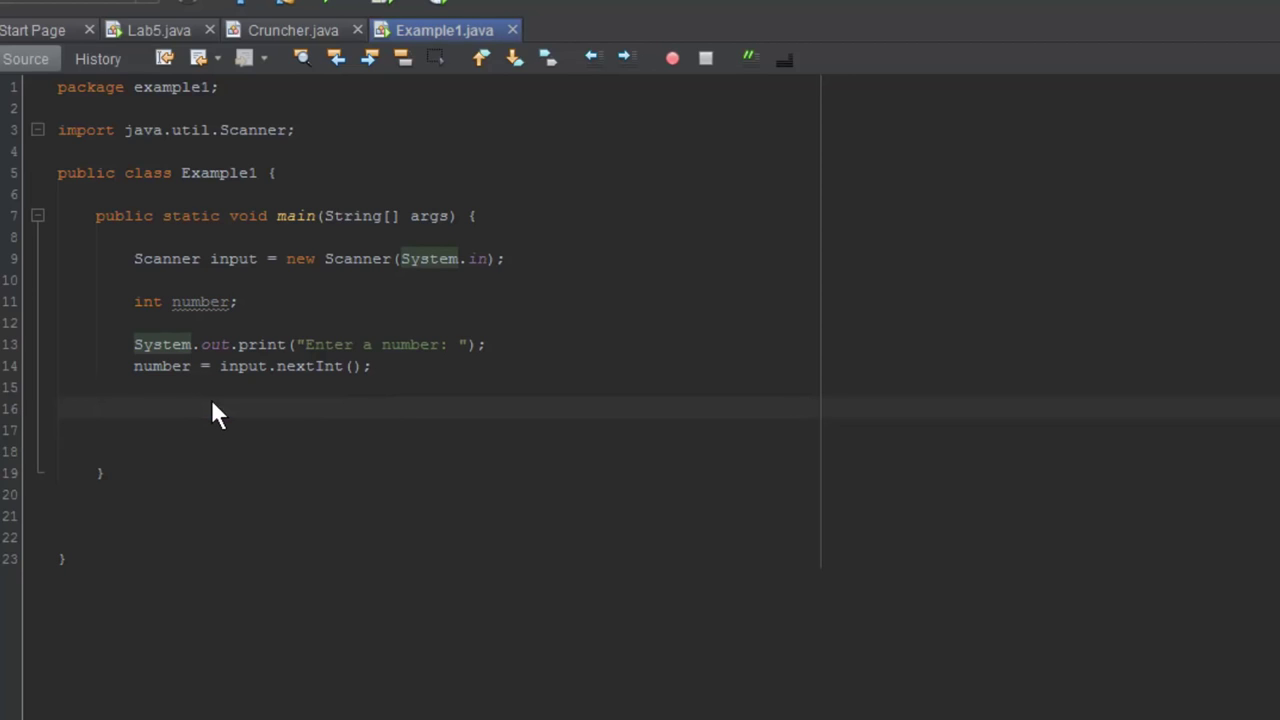 Start Page Lab5.java Cruncher.java Example1.java
Source History
1 package example1;
2
3 import java.util.Scanner;
4
5 public class Example1 {
6
7 public static void main(String[] args) {
8
9 Scanner input = new Scanner(System.in);
10
11 int number;
12
13 System.out.print("Enter a number: ");
14 number = input.nextInt();
15
16
17
18
19 }
20
21
22
23 }